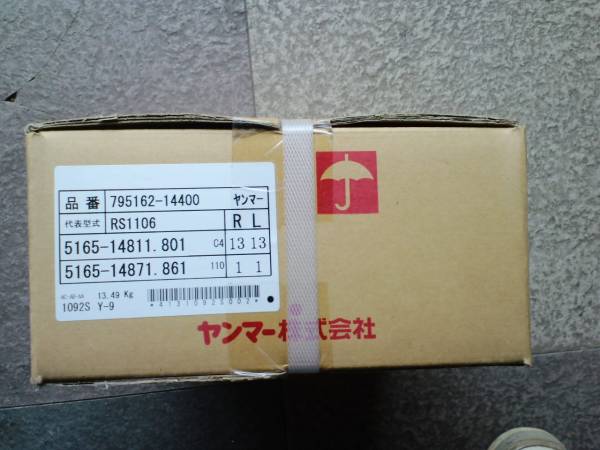 品番 795162-14400 ヤンマー
代表型式 RS1106 R L
5165-14811.801 C4 13 13
5165-14871.861 110 1 1
13.49 Kg
1092S Y-9
*4131092S002*
ヤンマー株式会社